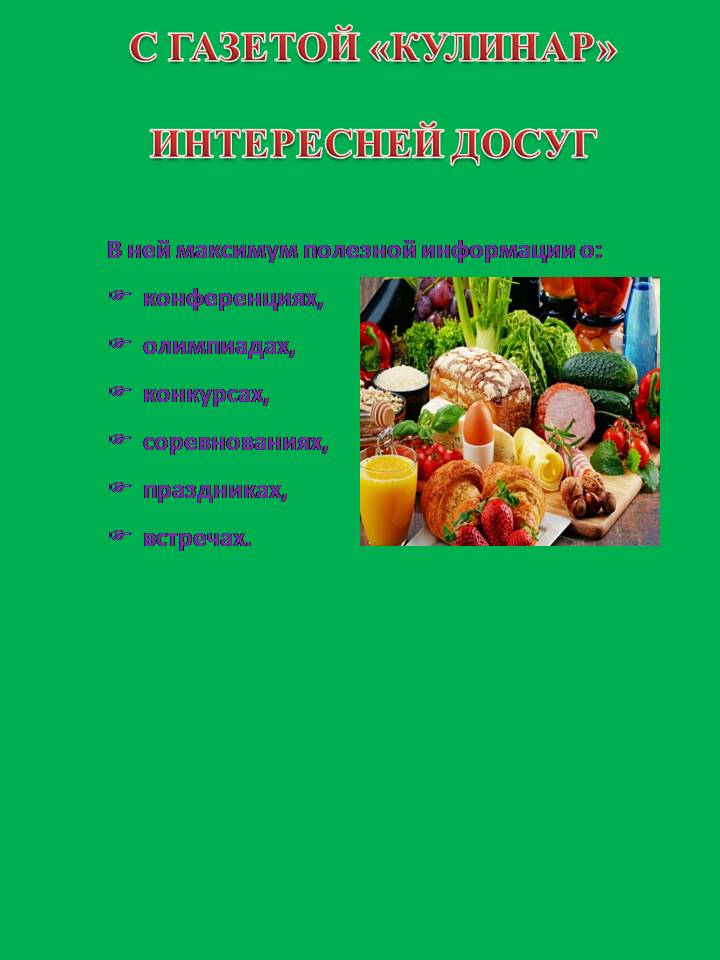 С ГАЗЕТОЙ «КУЛИНАР»
ИНТЕРЕСНЕЙ ДОСУГ
В ней максимум полезной информации о:
☞ конференциях,
☞ олимпиадах,
☞ конкурсах,
☞ соревнованиях,
☞ праздниках,
☞ встречах.